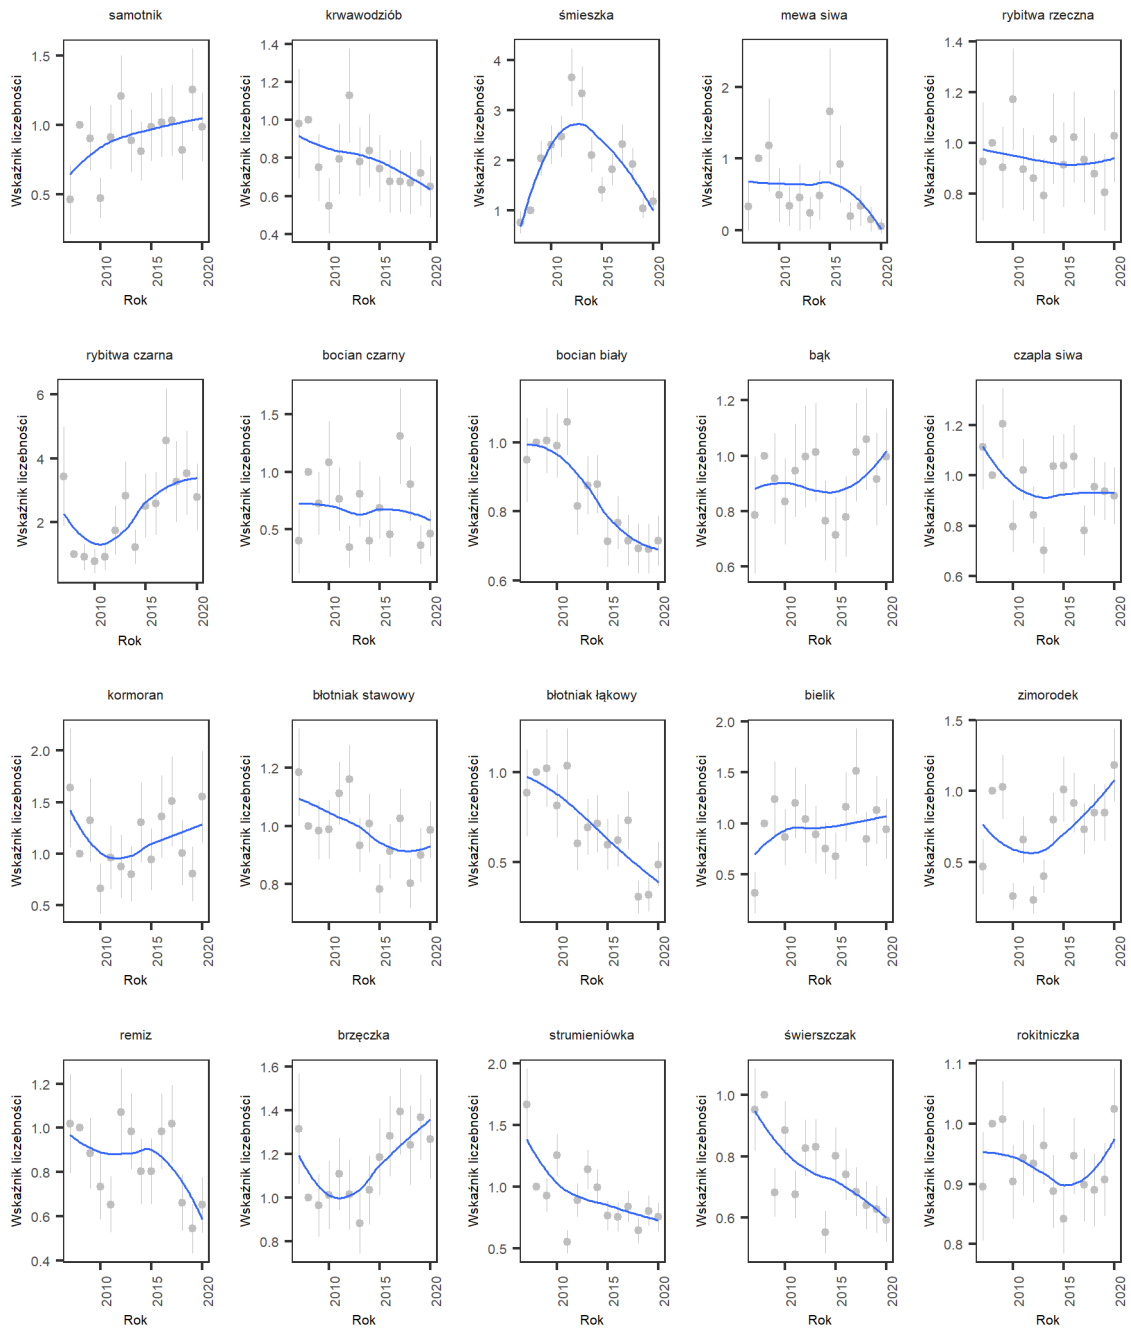 samotnik
krwawodziób
śmieszka
mewa siwa
rybitwa rzeczna
Wskaźnik liczebności
1.5
1.0
0.5
2010
2015
2020
Rok
Wskaźnik liczebności
1.4
1.2
1.0
0.8
0.6
0.4
2010
2015
2020
Rok
Wskaźnik liczebności
4
3
2
1
2010
2015
2020
Rok
Wskaźnik liczebności
2
1
0
2010
2015
2020
Rok
Wskaźnik liczebności
1.4
1.2
1.0
0.8
2010
2015
2020
Rok
rybitwa czarna
bocian czarny
bocian biały
bąk
czapla siwa
Wskaźnik liczebności
6
4
2
2010
2015
2020
Rok
Wskaźnik liczebności
1.5
1.0
0.5
2010
2015
2020
Rok
Wskaźnik liczebności
1.0
0.8
0.6
2010
2015
2020
Rok
Wskaźnik liczebności
1.2
1.0
0.8
0.6
2010
2015
2020
Rok
Wskaźnik liczebności
1.2
1.0
0.8
0.6
2010
2015
2020
Rok
kormoran
błotniak stawowy
błotniak łąkowy
bielik
zimorodek
Wskaźnik liczebności
2.0
1.5
1.0
0.5
2010
2015
2020
Rok
Wskaźnik liczebności
1.2
1.0
0.8
2010
2015
2020
Rok
Wskaźnik liczebności
1.0
0.5
2010
2015
2020
Rok
Wskaźnik liczebności
2.0
1.5
1.0
0.5
0.0
2010
2015
2020
Rok
Wskaźnik liczebności
1.5
1.0
0.5
2010
2015
2020
Rok
remiz
brzęczka
strumieniówka
świerszczak
rokitniczka
Wskaźnik liczebności
1.2
1.0
0.8
0.6
0.4
2010
2015
2020
Rok
Wskaźnik liczebności
1.6
1.4
1.2
1.0
0.8
2010
2015
2020
Rok
Wskaźnik liczebności
2.0
1.5
1.0
0.5
2010
2015
2020
Rok
Wskaźnik liczebności
1.0
0.8
0.6
2010
2015
2020
Rok
Wskaźnik liczebności
1.1
1.0
0.9
0.8
2010
2015
2020
Rok